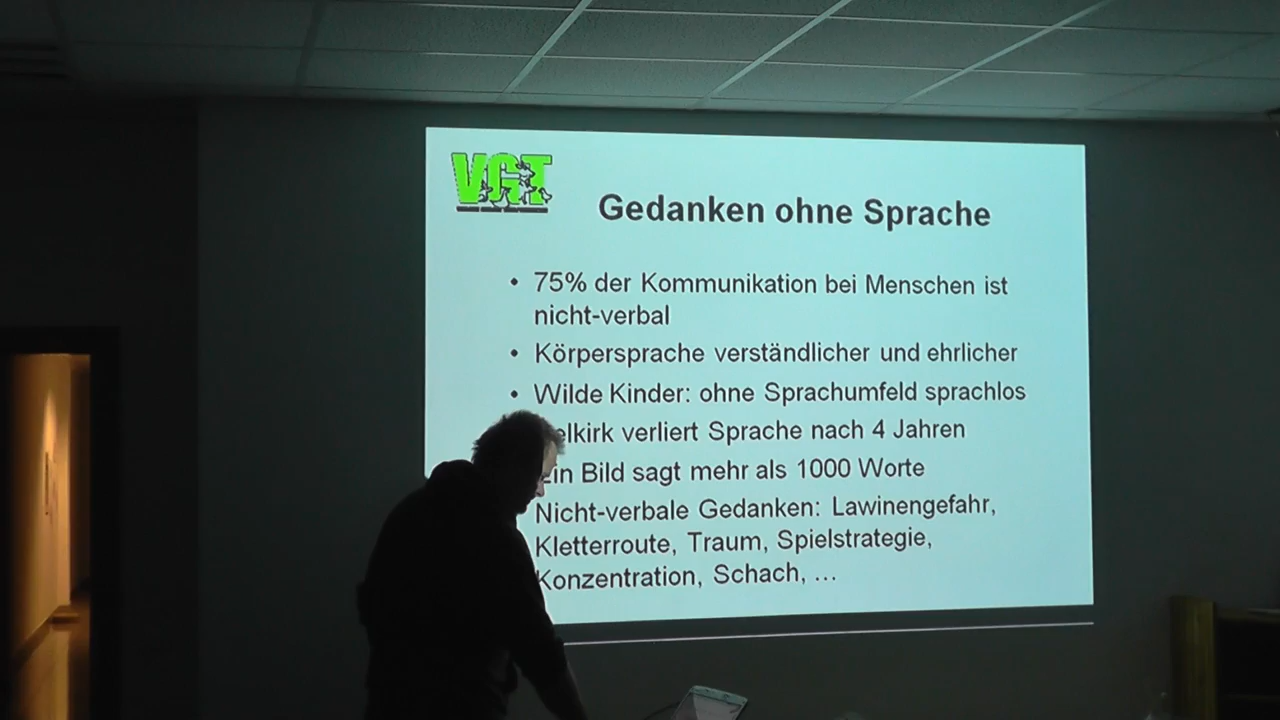 VGT
Gedanken ohne Sprache
• 75% der Kommunikation bei Menschen ist
nicht-verbal
• Körpersprache verständlicher und ehrlicher
• Wilde Kinder: ohne Sprachumfeld sprachlos
verliert Sprache nach 4 Jahren
Ein Bild sagt mehr als 1000 Worte
Nicht-verbale Gedanken: Lawinengefahr,
Kletterroute, Traum, Spielstrategie,
Konzentration, Schach, ...